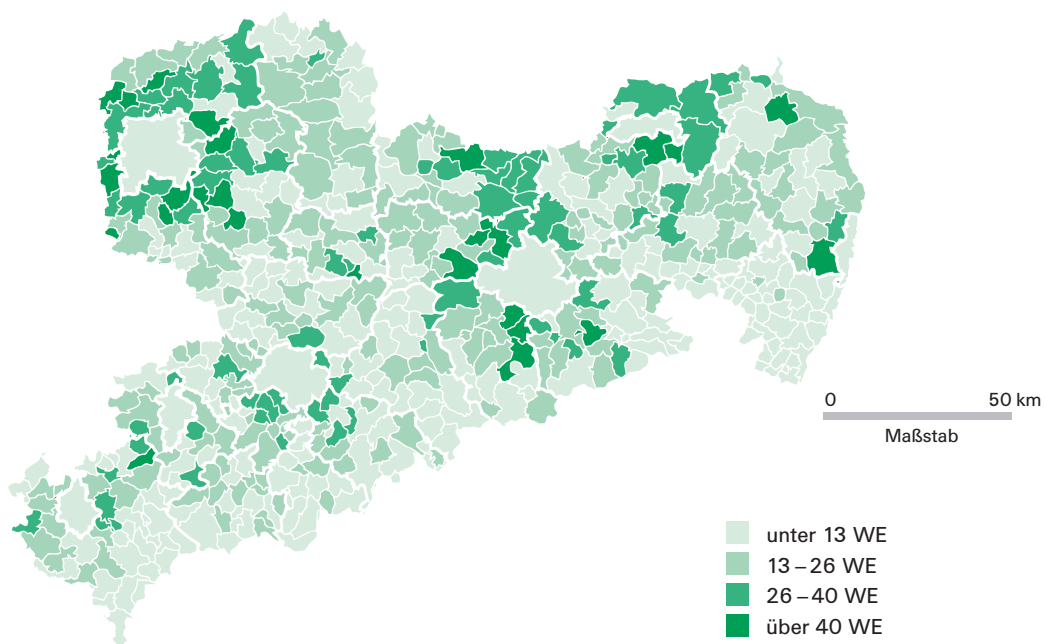 0 50 km
Maßstab
unter 13 WE
13 – 26 WE
26 – 40 WE
über 40 WE